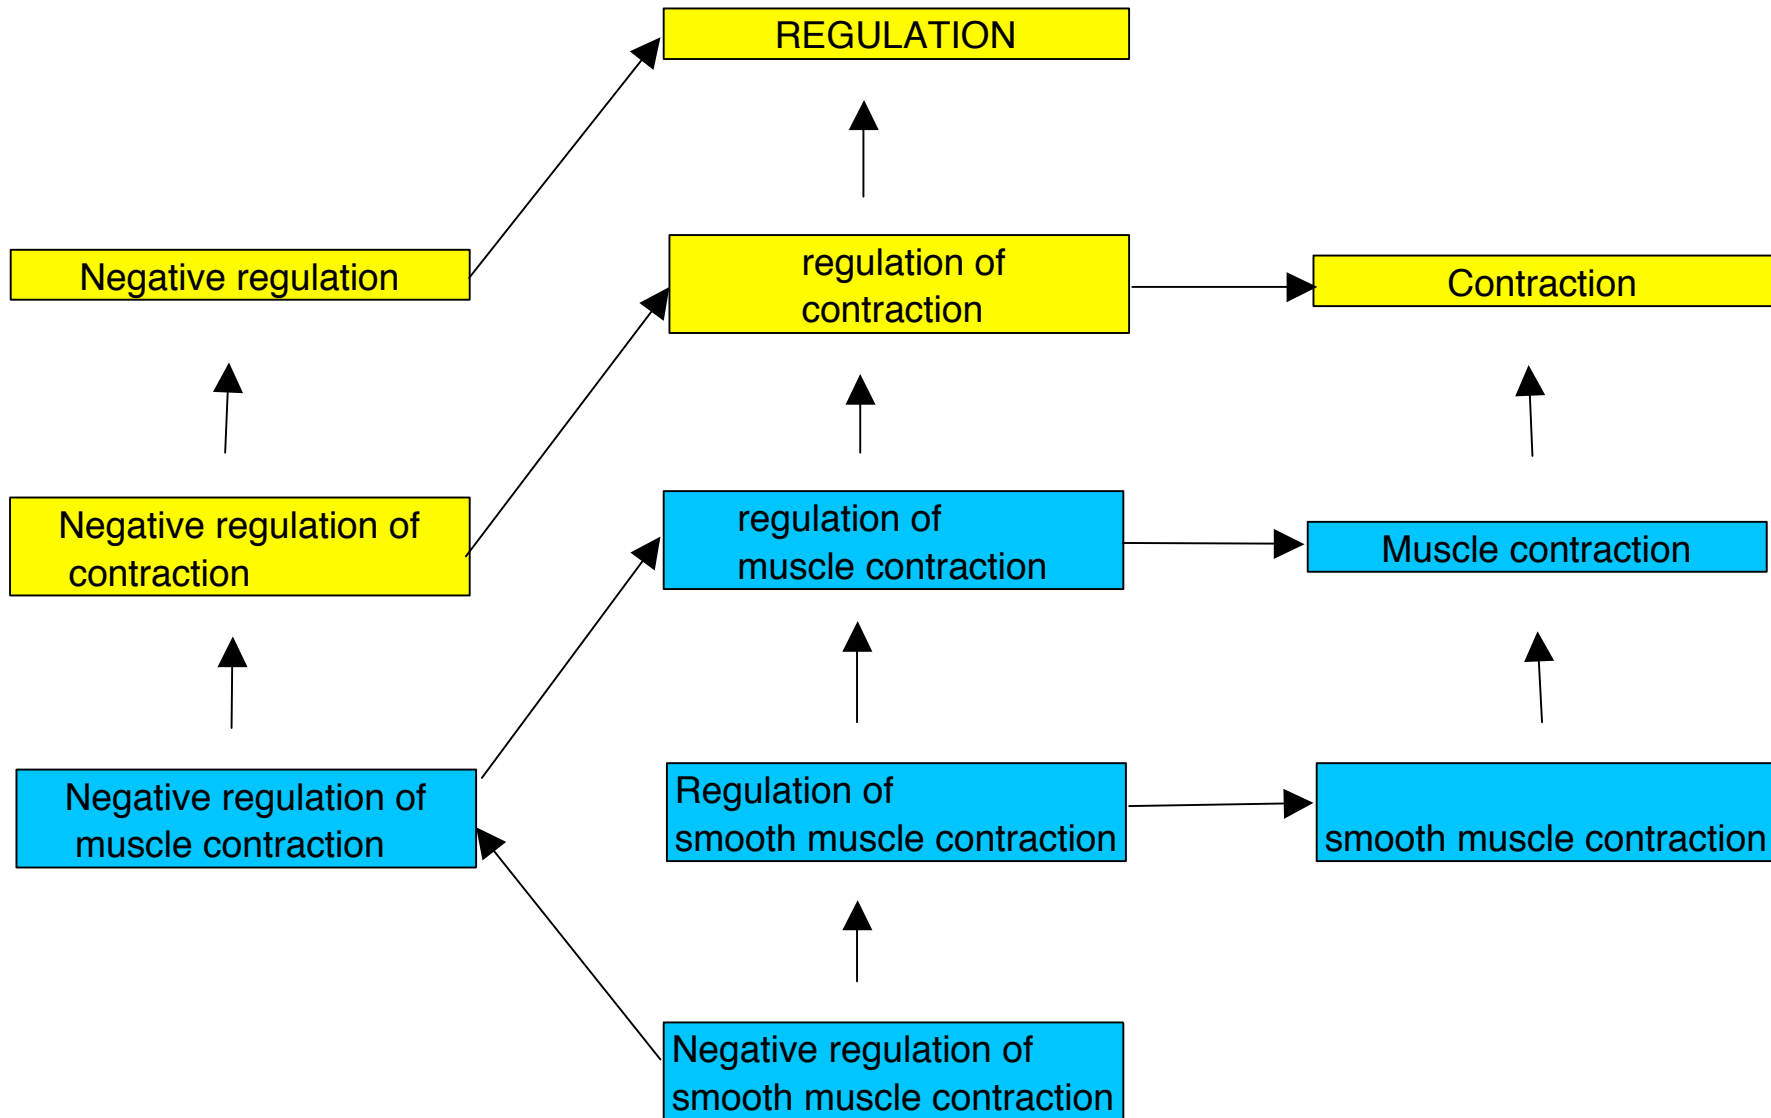 REGULATION
Negative regulation
regulation of
contraction
Contraction
Negative regulation of
contraction
regulation of
muscle contraction
Muscle contraction
Negative regulation of
muscle contraction
Regulation of
smooth muscle contraction
smooth muscle contraction
Negative regulation of
smooth muscle contraction